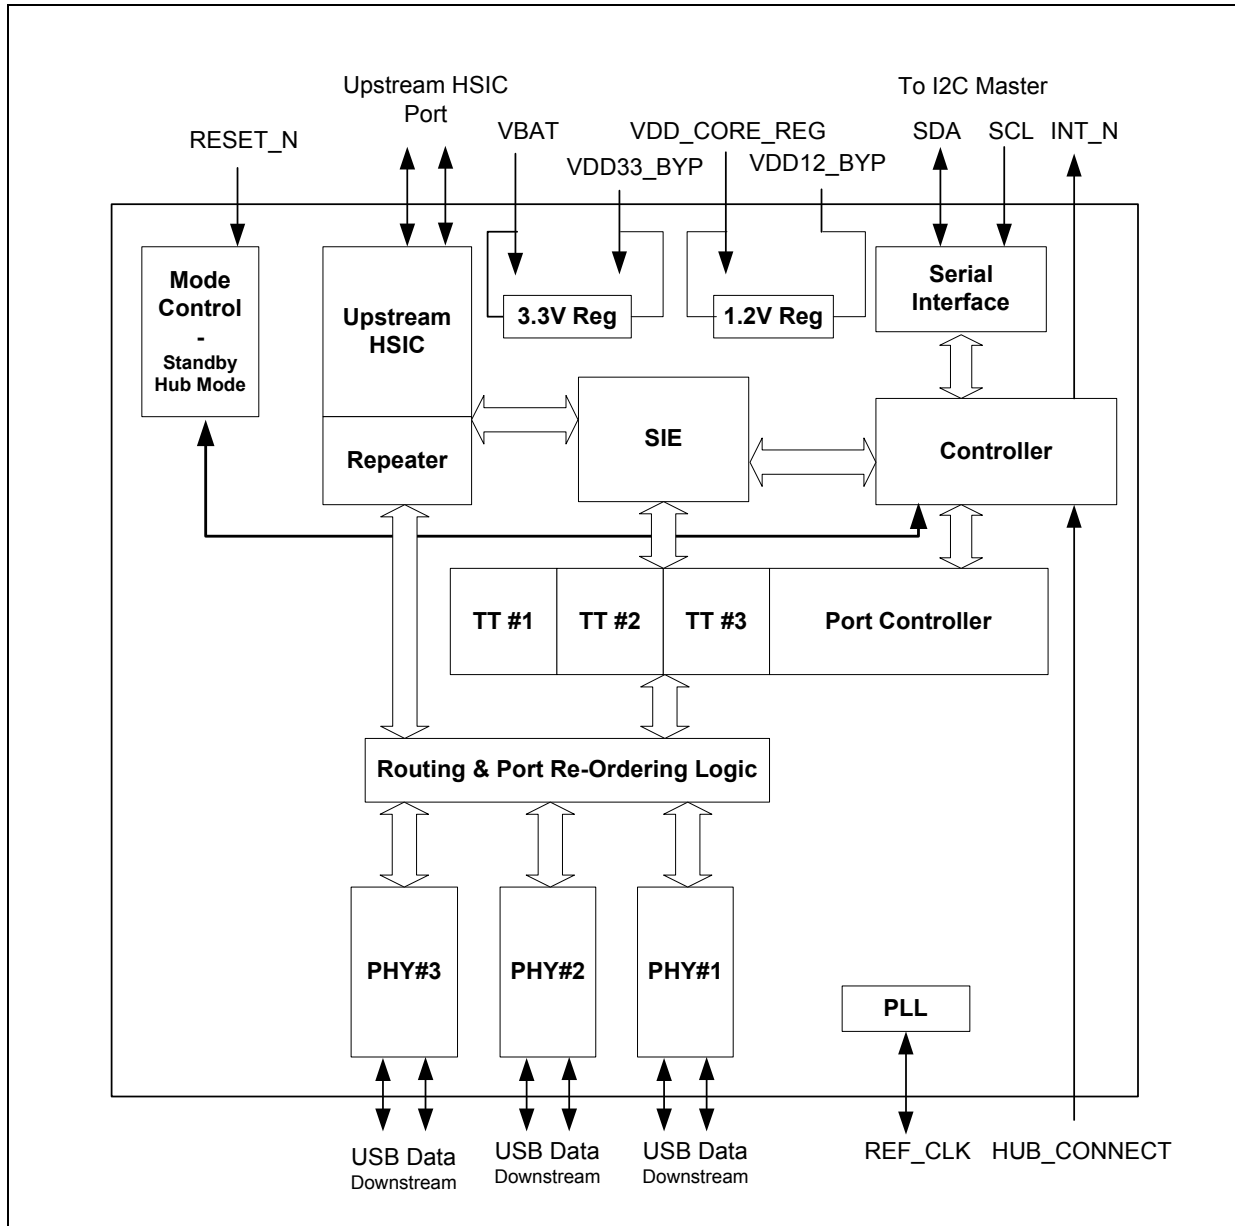 Upstream HSIC
Port
To I2C Master
RESET_N
VBAT
VDD_CORE_REG
SDA
SCL
INT_N
VDD33_BYP
VDD12_BYP
Mode
Control
-
Standby
Hub Mode
Upstream
HSIC
3.3V Reg
1.2V Reg
Serial
Interface
Repeater
SIE
Controller
TT #1
TT #2
TT #3
Port Controller
Routing & Port Re-Ordering Logic
PHY#3
PHY#2
PHY#1
PLL
USB Data
Downstream
USB Data
Downstream
USB Data
Downstream
REF_CLK
HUB_CONNECT